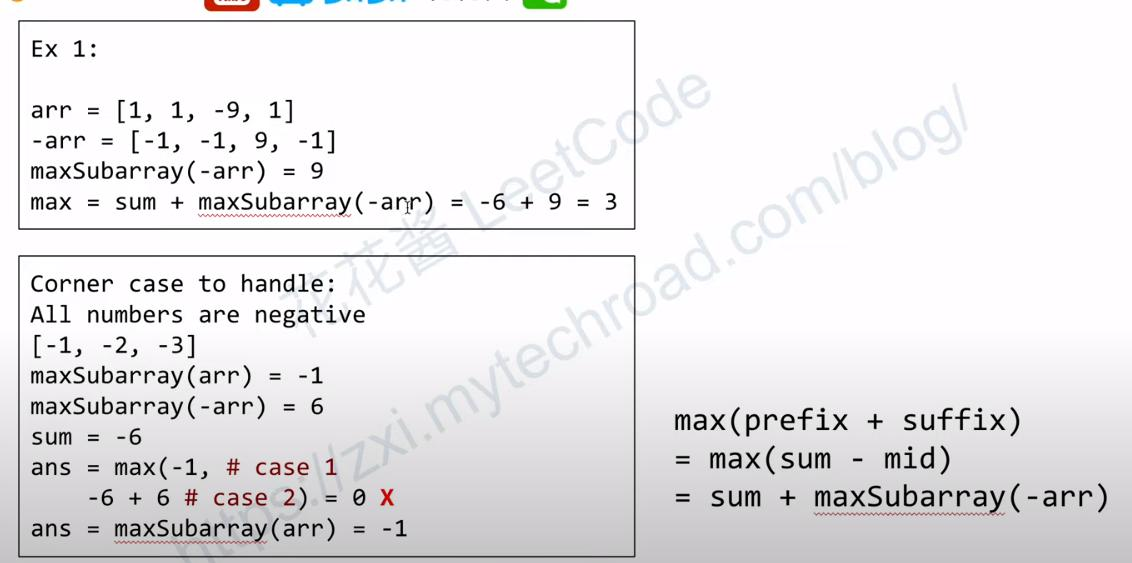 Ex 1:
arr = [1, 1, -9, 1]
-arr = [-1, -1, 9, -1]
maxSubarray(-arr) = 9
max = sum + maxSubarray(-arr) = -6 + 9 = 3
Corner case to handle:
All numbers are negative
[-1, -2, -3]
maxSubarray(arr) = -1
maxSubarray(-arr) = 6
sum = -6
ans = max(-1, # case 1
-6 + 6 # case 2) = 0 X
ans = maxSubarray(arr) = -1
max(prefix + suffix)
= max(sum - mid)
= sum + maxSubarray(-arr)
花花酱 LeetCode
https://zxi.mytechroad.com/blog/